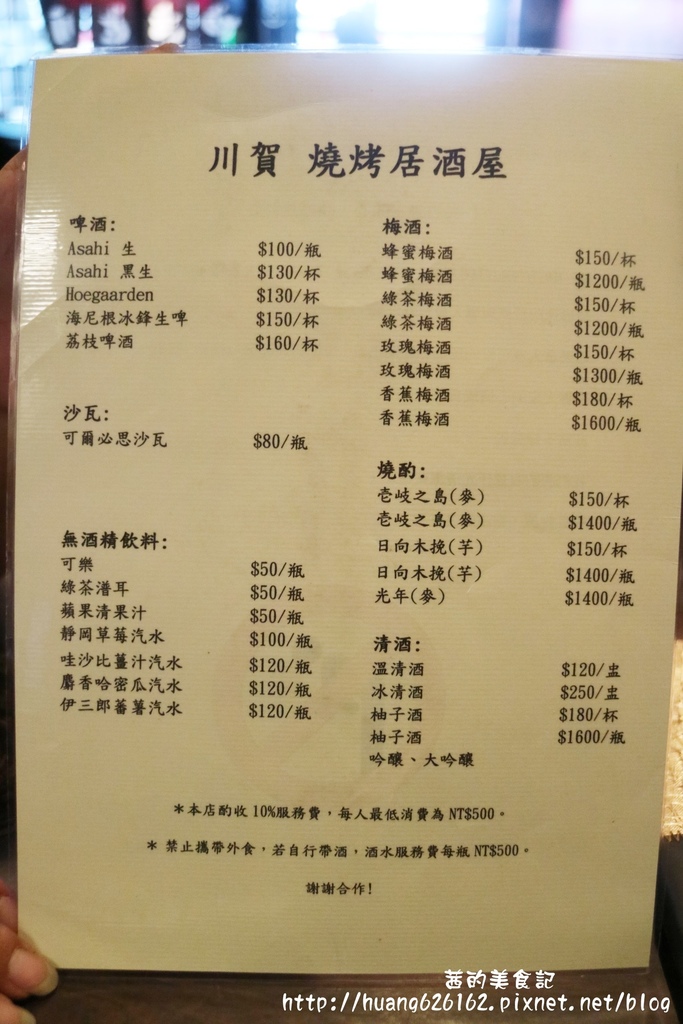 川賀 燒烤居酒屋
啤酒:
Asahi 生 $100/瓶
Asahi 黑生 $130/杯
Hoegaarden $130/杯
海尼根冰鋒生啤 $150/杯
荔枝啤酒 $160/杯
沙瓦:
可爾必思沙瓦 $80/瓶
無酒精飲料:
可樂 $50/瓶
綠茶潽耳 $50/瓶
蘋果清果汁 $50/瓶
靜岡草莓汽水 $100/瓶
哇沙比薑汁汽水 $120/瓶
麝香哈密瓜汽水 $120/瓶
伊三郎蕃薯汽水 $120/瓶
梅酒:
蜂蜜梅酒 $150/杯
蜂蜜梅酒 $1200/瓶
綠茶梅酒 $150/杯
綠茶梅酒 $1200/瓶
玫瑰梅酒 $150/杯
玫瑰梅酒 $1300/瓶
香蕉梅酒 $180/杯
香蕉梅酒 $1600/瓶
燒酌:
壱岐之島(麥) $150/杯
壱岐之島(麥) $1400/瓶
日向木挽(芋) $150/杯
日向木挽(芋) $1400/瓶
光年(麥) $1400/瓶
清酒:
溫清酒 $120/盅
冰清酒 $250/盅
柚子酒 $180/杯
柚子酒 $1600/瓶
吟釀、大吟釀
＊本店酌收 10%服務費，每人最低消費為 NT$500。
＊ 禁止攜帶外食，若自行帶酒，酒水服務費每瓶 NT$500。
謝謝合作!
茜的美食記
http://huang626162.pixnet.net/blog